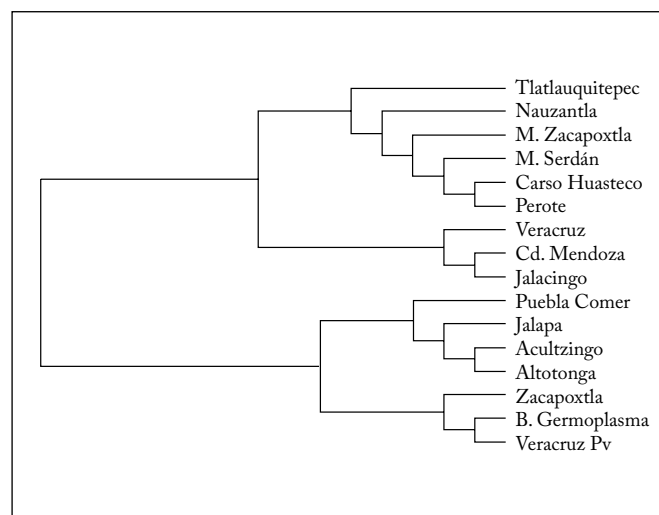 Tlatlauquitepec
Nauzantla
M. Zacapoxtla
M. Serdán
Carso Huasteco
Perote
Veracruz
Cd. Mendoza
Jalacingo
Puebla Comer
Jalapa
Acultzingo
Altotonga
Zacapoxtla
B. Germoplasma
Veracruz Pv